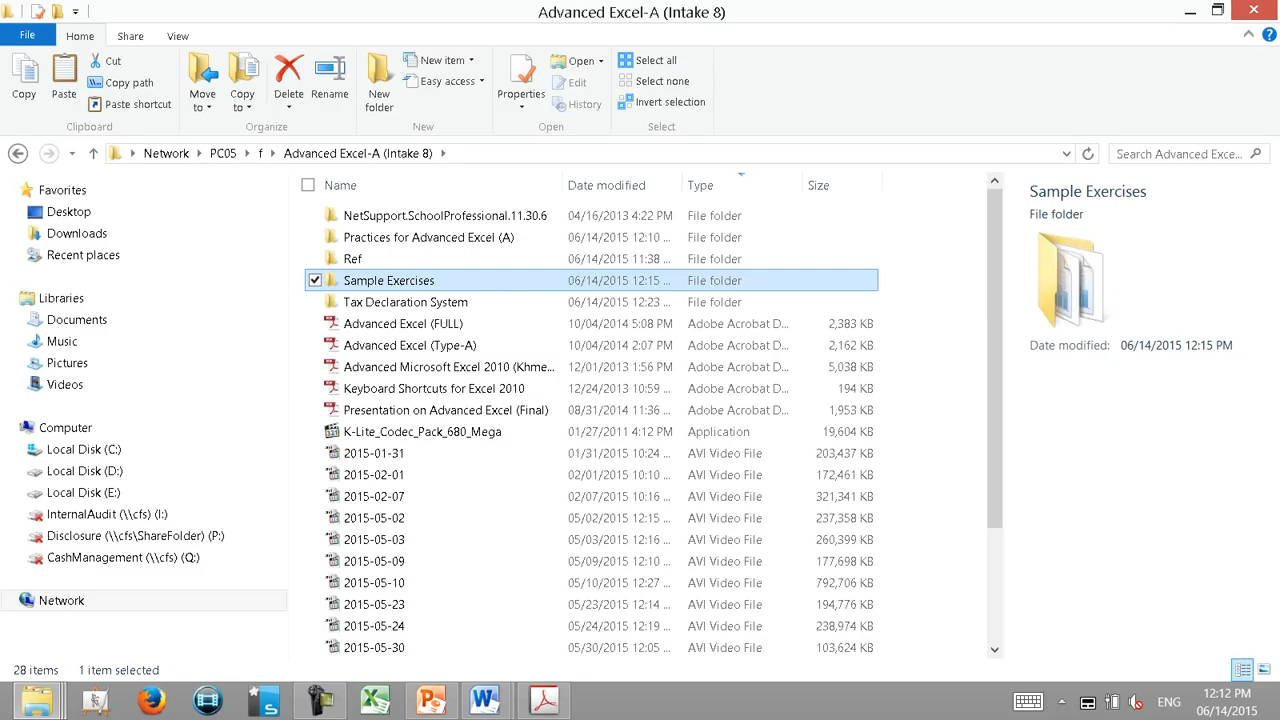 Advanced Excel-A (Intake 8)
File Home Share View
Copy Paste Cut Copy path Paste shortcut
Clipboard
Move to Copy to Delete Rename
Organize
New folder New item Easy access
New
Properties Open Edit History
Open
Select all Select none Invert selection
Select
Network PC05 f Advanced Excel-A (Intake 8) Search Advanced Exce...
Favorites
Desktop
Downloads
Recent places
Libraries
Documents
Music
Pictures
Videos
Computer
Local Disk (C:)
Local Disk (D:)
Local Disk (E:)
InternalAudit (\\cfs) (I:)
Disclosure (\\cfs\ShareFolder) (P:)
CashManagement (\\cfs) (Q:)
Network
Name Date modified Type Size
NetSupport.SchoolProfessional.11.30.6 04/16/2013 4:22 PM File folder
Practices for Advanced Excel (A) 06/14/2015 12:10 ... File folder
Ref 06/14/2015 11:38 ... File folder
Sample Exercises 06/14/2015 12:15 ... File folder
Tax Declaration System 06/14/2015 12:23 ... File folder
Advanced Excel (FULL) 10/04/2014 5:08 PM Adobe Acrobat D... 2,383 KB
Advanced Excel (Type-A) 10/04/2014 2:07 PM Adobe Acrobat D... 2,162 KB
Advanced Microsoft Excel 2010 (Khme... 12/01/2013 1:56 PM Adobe Acrobat D... 5,038 KB
Keyboard Shortcuts for Excel 2010 12/24/2013 10:59 ... Adobe Acrobat D... 194 KB
Presentation on Advanced Excel (Final) 08/31/2014 11:36 ... Adobe Acrobat D... 1,953 KB
K-Lite_Codec_Pack_680_Mega 01/27/2011 4:12 PM Application 19,604 KB
2015-01-31 01/31/2015 10:24 ... AVI Video File 203,437 KB
2015-02-01 02/01/2015 10:10 ... AVI Video File 172,461 KB
2015-02-07 02/07/2015 10:16 ... AVI Video File 321,341 KB
2015-05-02 05/02/2015 12:15 ... AVI Video File 237,358 KB
2015-05-03 05/03/2015 12:16 ... AVI Video File 260,399 KB
2015-05-09 05/09/2015 12:10 ... AVI Video File 177,698 KB
2015-05-10 05/10/2015 12:27 ... AVI Video File 792,706 KB
2015-05-23 05/23/2015 12:14 ... AVI Video File 194,776 KB
2015-05-24 05/24/2015 12:19 ... AVI Video File 238,974 KB
2015-05-30 05/30/2015 12:05 ... AVI Video File 103,624 KB
Sample Exercises
File folder
Date modified: 06/14/2015 12:15 PM
28 items 1 item selected
ENG
12:12 PM
06/14/2015